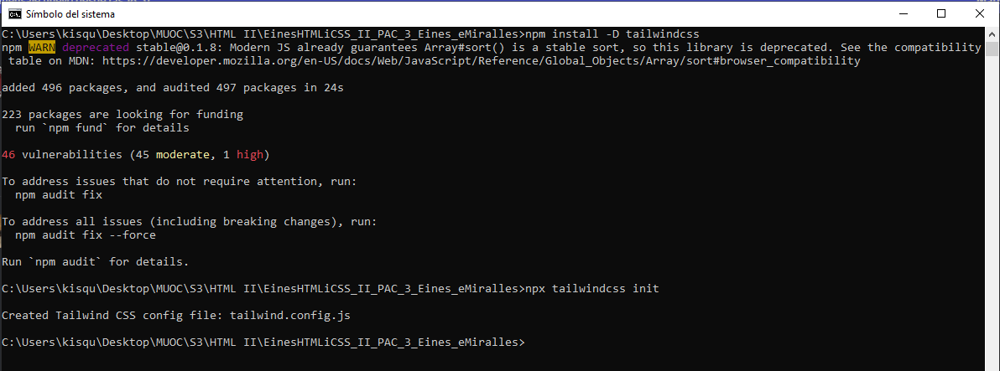 Símbolo del sistema
C:\Users\kisqu\Desktop\MUOC\S3\HTML II\EinesHTMLiCSS_II_PAC_3_Eines_eMiralles>npm install -D tailwindcss
npm WARN deprecated stable@0.1.8: Modern JS already guarantees Array#sort() is a stable sort, so this library is deprecated. See the compatibility
table on MDN: https://developer.mozilla.org/en-US/docs/Web/JavaScript/Reference/Global_Objects/Array/sort#browser_compatibility
added 496 packages, and audited 497 packages in 24s
223 packages are looking for funding
run `npm fund` for details
46 vulnerabilities (45 moderate, 1 high)
To address issues that do not require attention, run:
npm audit fix
To address all issues (including breaking changes), run:
npm audit fix --force
Run `npm audit` for details.
C:\Users\kisqu\Desktop\MUOC\S3\HTML II\EinesHTMLiCSS_II_PAC_3_Eines_eMiralles>npx tailwindcss init
Created Tailwind CSS config file: tailwind.config.js
C:\Users\kisqu\Desktop\MUOC\S3\HTML II\EinesHTMLiCSS_II_PAC_3_Eines_eMiralles>